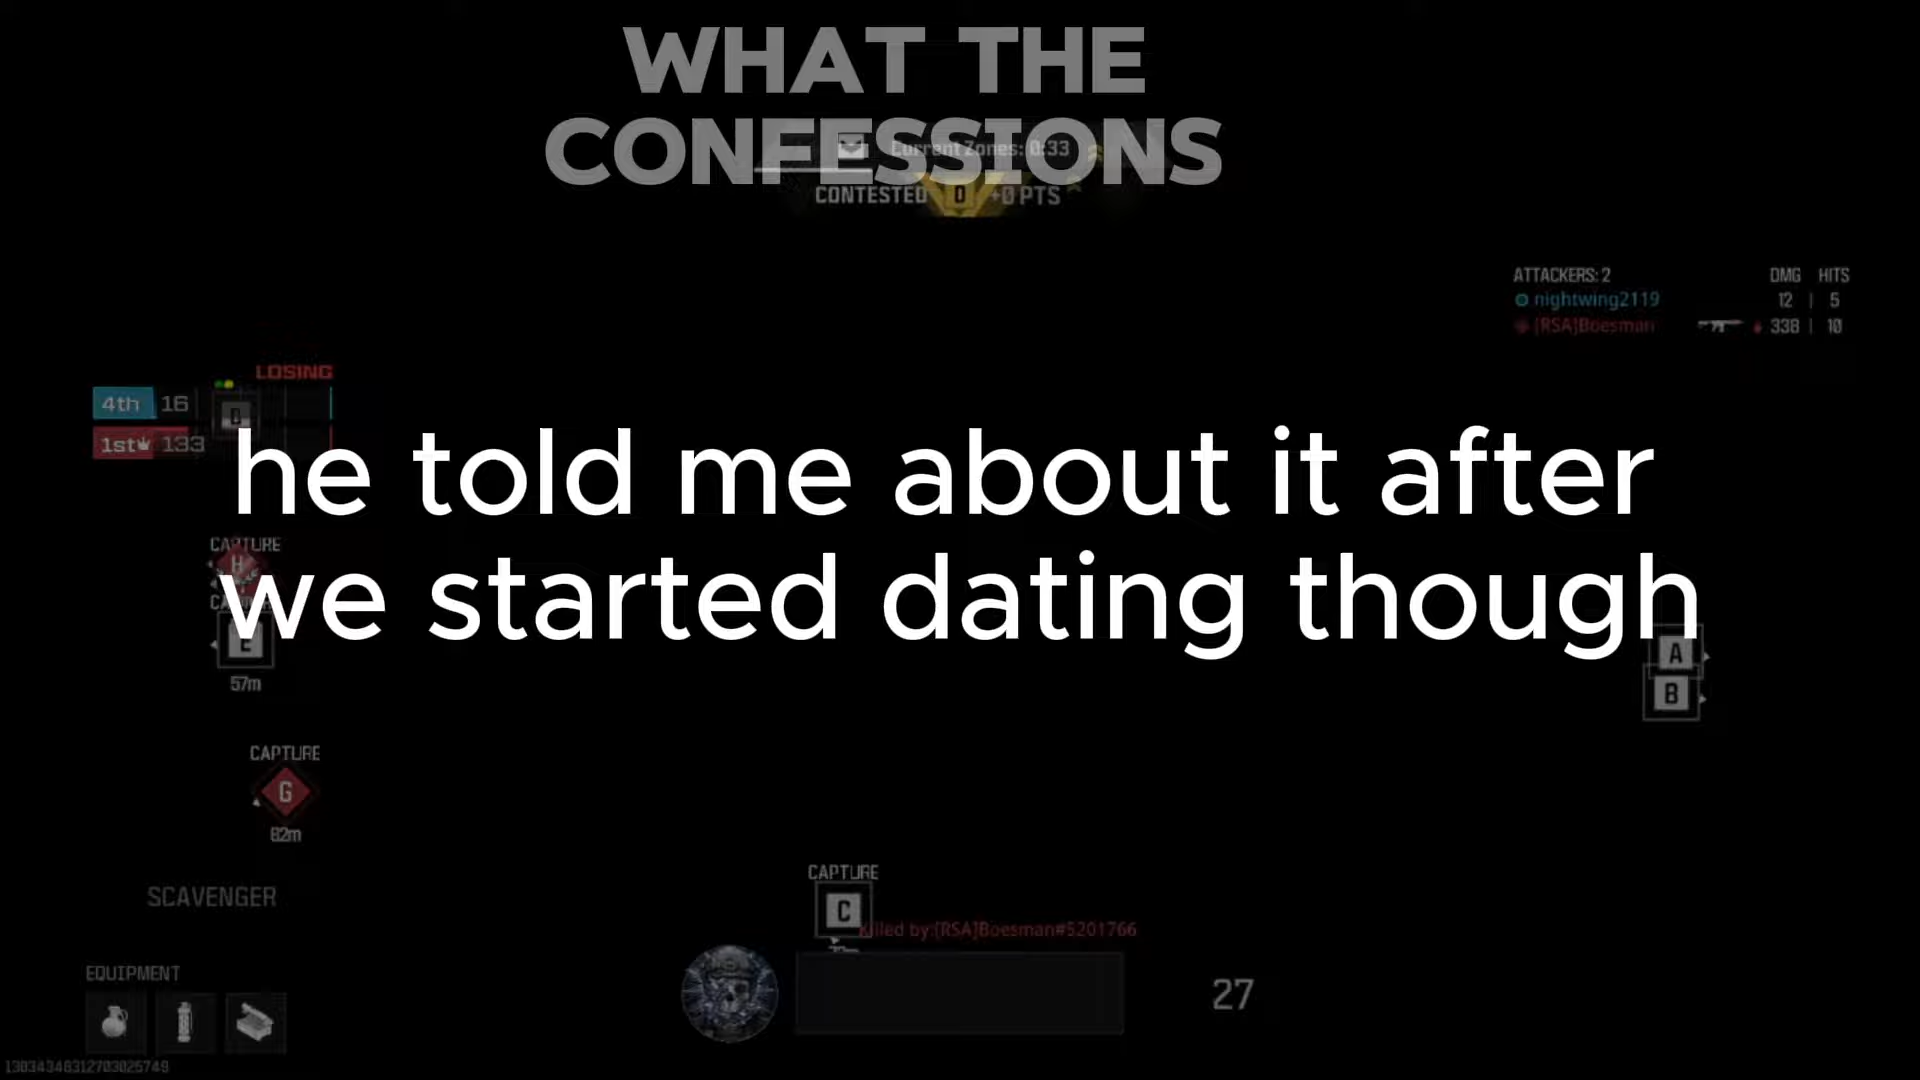 WHAT THE
CONFESSIONS
Current Zones: 0:33
CONTESTED D +0 PTS
ATTACKERS: 2 DMG HITS
nightwing2119 12 | 5
[RSA]Boesman 338 | 10
LOSING
4th 16 D
1st 133
he told me about it after
we started dating though
CAPTURE
H
E
57m
A
B
CAPTURE
G
82m
CAPTURE
C
SCAVENGER
Killed by:[RSA]Boesman#5201766
EQUIPMENT
27